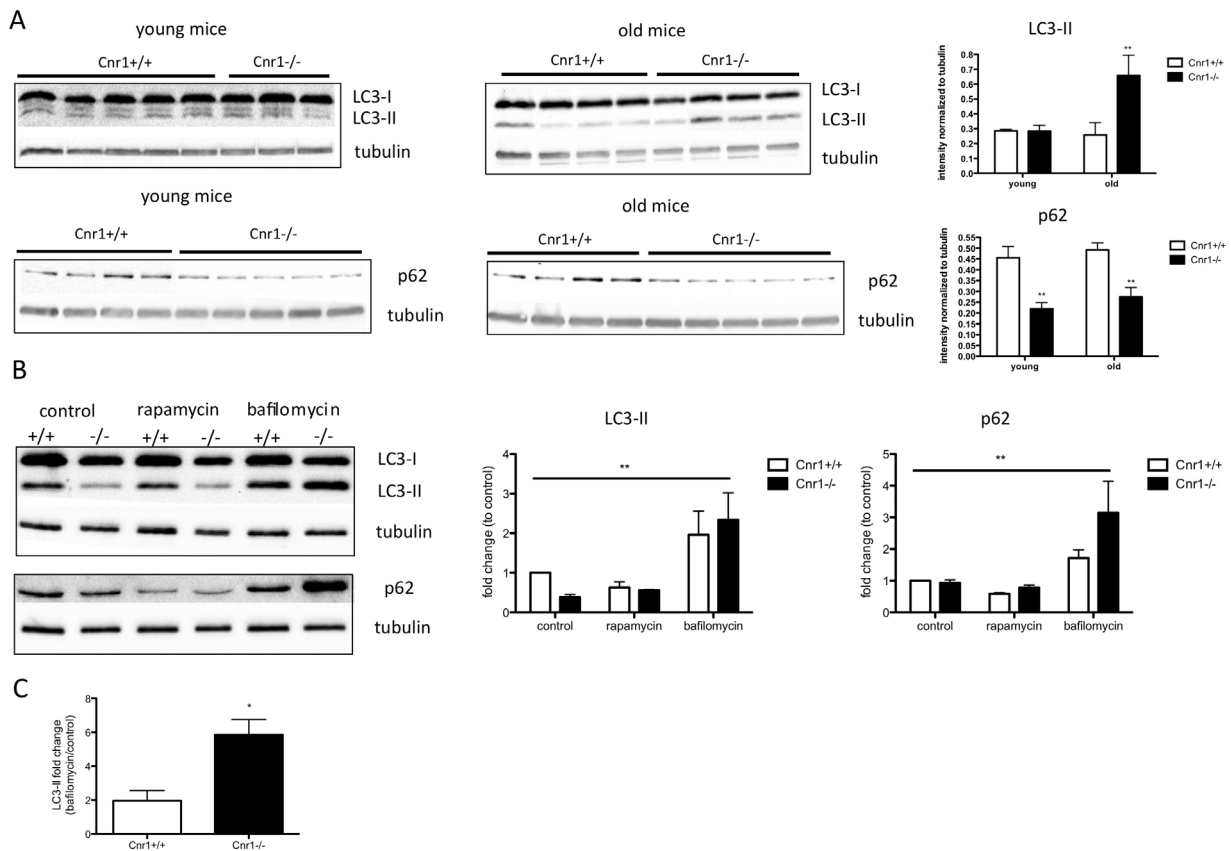 A
young mice
Cnr1+/+ Cnr1-/-
LC3-I
LC3-II
tubulin
old mice
Cnr1+/+ Cnr1-/-
LC3-I
LC3-II
tubulin
LC3-II
intensity normalized to tubulin
0.8
0.7
0.6
0.5
0.4
0.3
0.2
0.1
0.0
**
young old
Cnr1+/+
Cnr1-/-
young mice
Cnr1+/+ Cnr1-/-
p62
tubulin
old mice
Cnr1+/+ Cnr1-/-
p62
tubulin
p62
intensity normalized to tubulin
0.55
0.50
0.45
0.40
0.35
0.30
0.25
0.20
0.15
0.10
0.05
0.00
** **
young old
Cnr1+/+
Cnr1-/-
B
control rapamycin bafilomycin
+/+ -/- +/+ -/- +/+ -/-
LC3-I
LC3-II
tubulin
p62
tubulin
LC3-II
fold change (to control)
4
3
2
1
0
**
control rapamycin bafilomycin
Cnr1+/+
Cnr1-/-
p62
fold change (to control)
5
4
3
2
1
0
**
control rapamycin bafilomycin
Cnr1+/+
Cnr1-/-
C
LC3-II fold change
(bafilomycin/control)
8
6
4
2
0
*
Cnr1+/+ Cnr1-/-